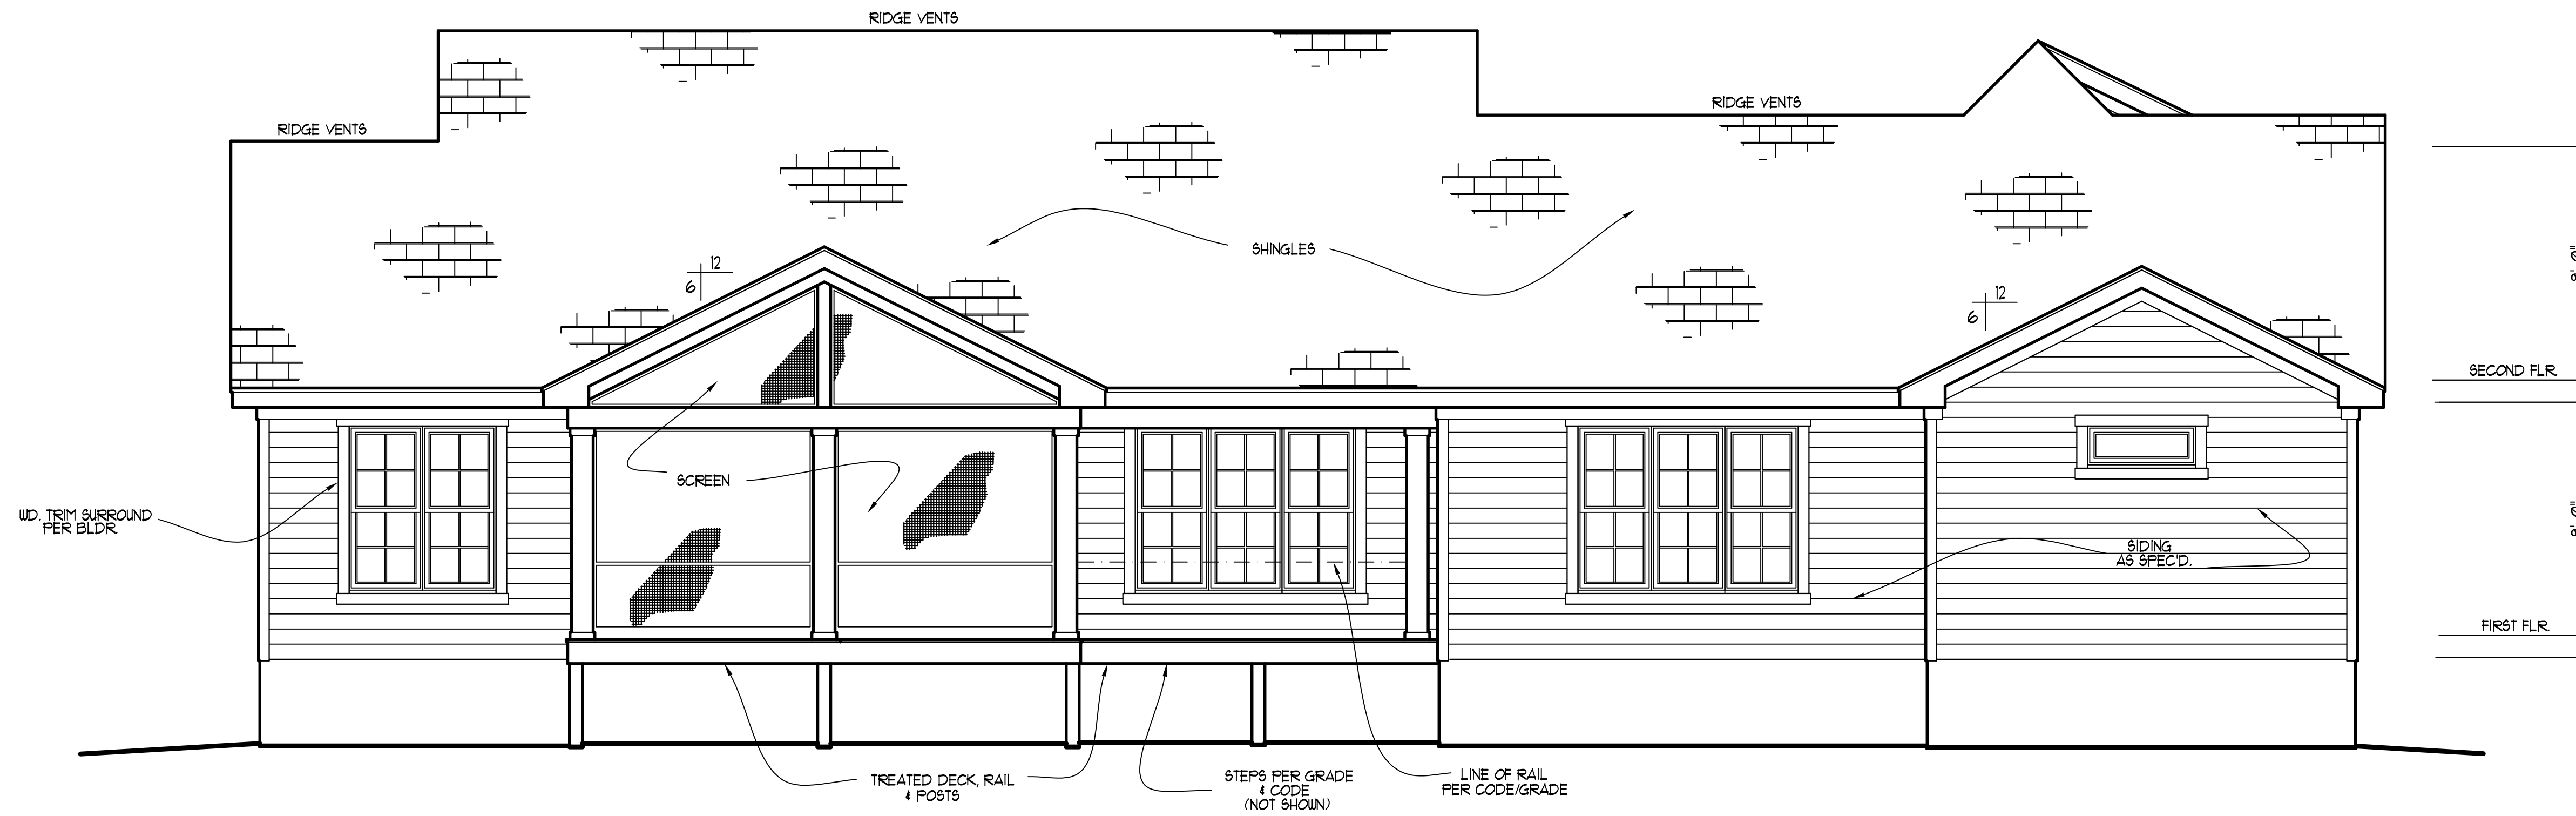 RIDGE VENTS
RIDGE VENTS
RIDGE VENTS
SHINGLES
12
6
12
6
SECOND FLR.
SCREEN
WD. TRIM SURROUND
PER BLDR.
SIDING
AS SPEC'D.
FIRST FLR.
TREATED DECK, RAIL
& POSTS
STEPS PER GRADE
& CODE
(NOT SHOWN)
LINE OF RAIL
PER CODE/GRADE